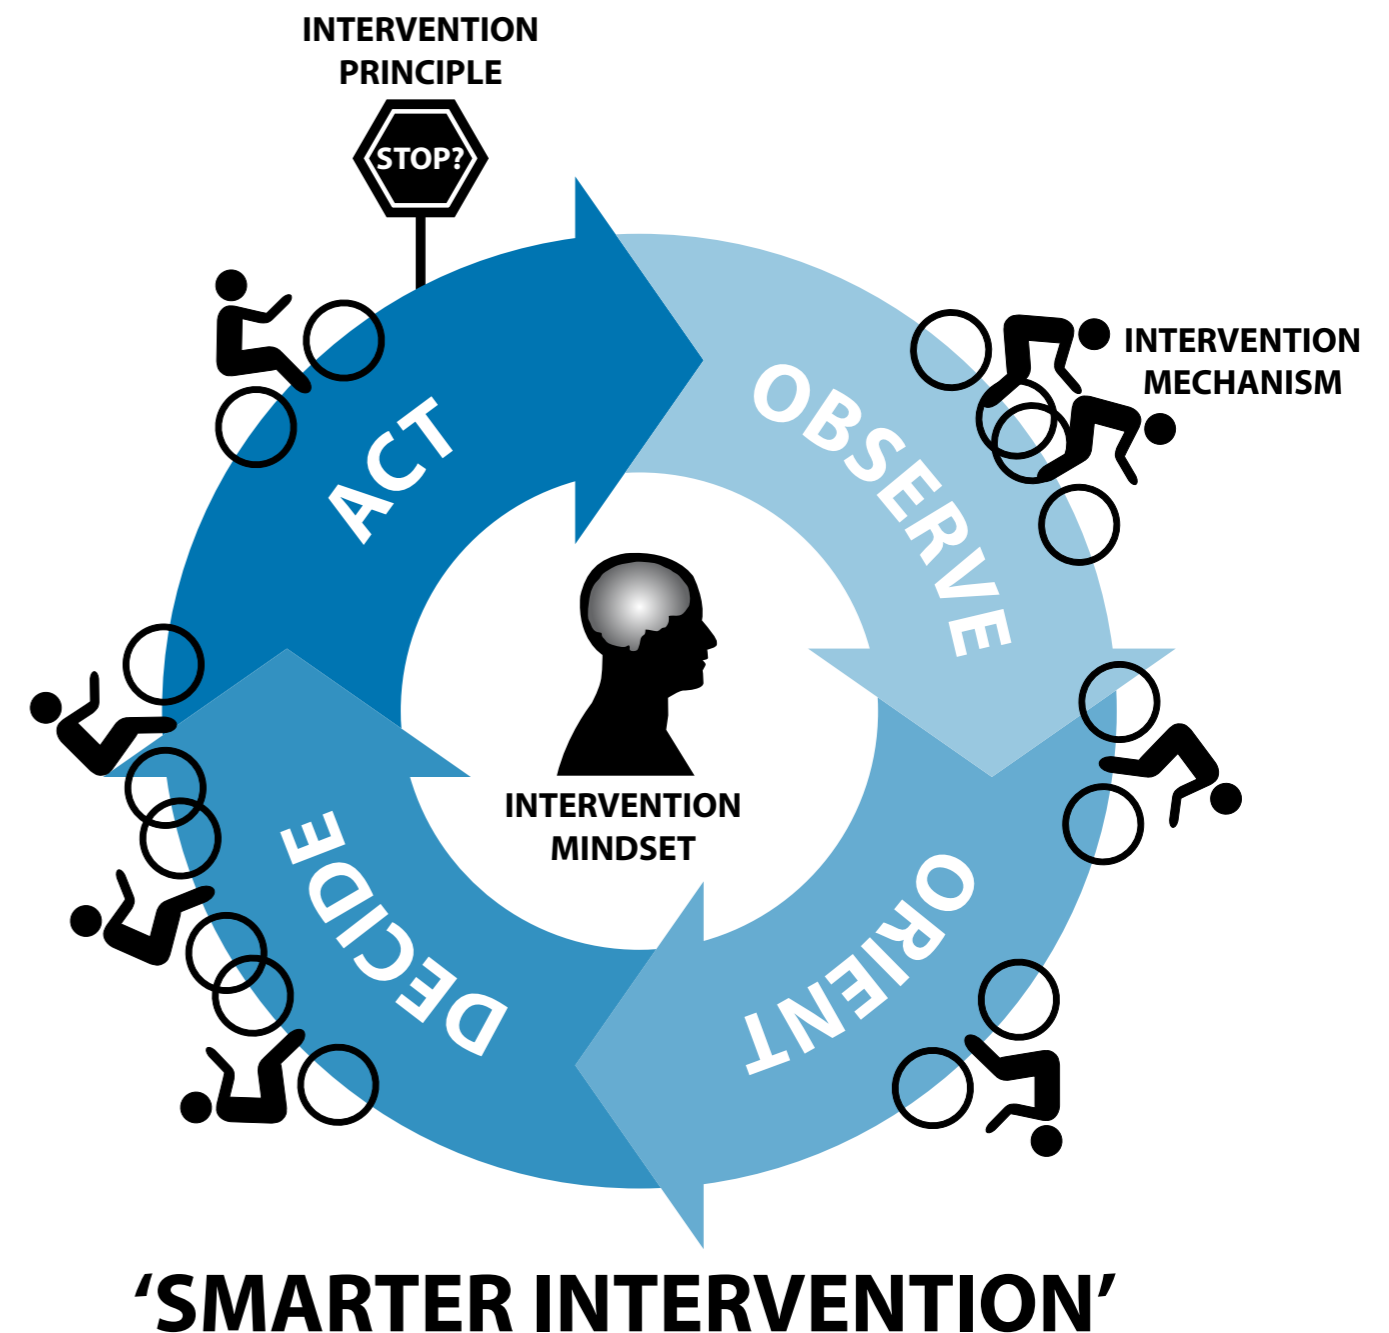 INTERVENTION
PRINCIPLE
STOP?
ACT
OBSERVE
INTERVENTION
MECHANISM
INTERVENTION
MINDSET
DECIDE
ORIENT
‘SMARTER INTERVENTION’